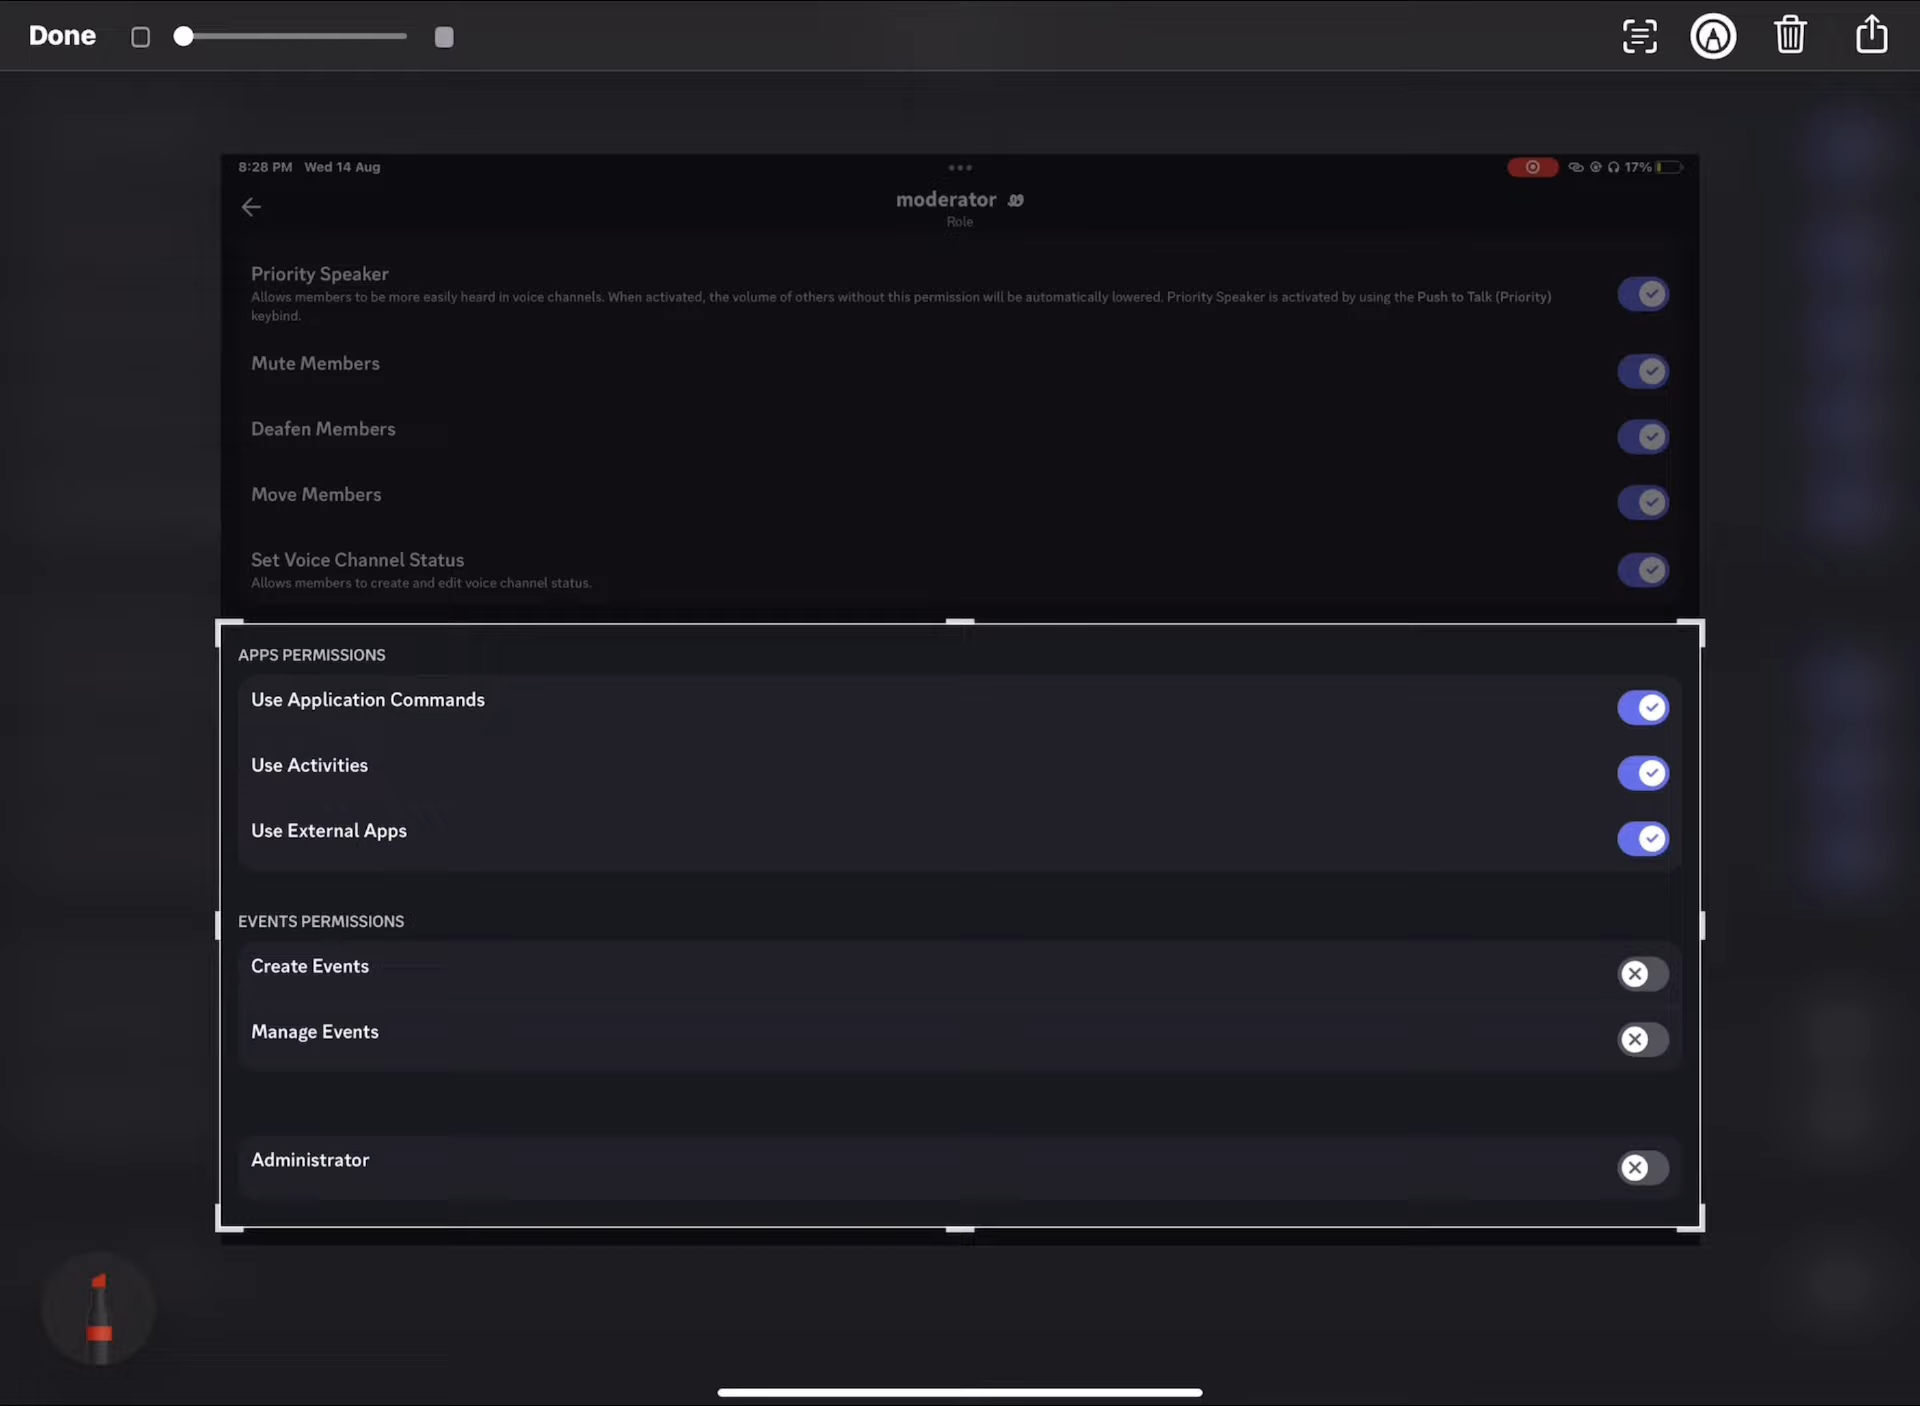 Done
8:28 PM Wed 14 Aug
17%
moderator
Role
Priority Speaker
Allows members to be more easily heard in voice channels. When activated, the volume of others without this permission will be automatically lowered. Priority Speaker is activated by using the Push to Talk (Priority)
keybind.
Mute Members
Deafen Members
Move Members
Set Voice Channel Status
Allows members to create and edit voice channel status.
APPS PERMISSIONS
Use Application Commands
Use Activities
Use External Apps
EVENTS PERMISSIONS
Create Events
Manage Events
Administrator